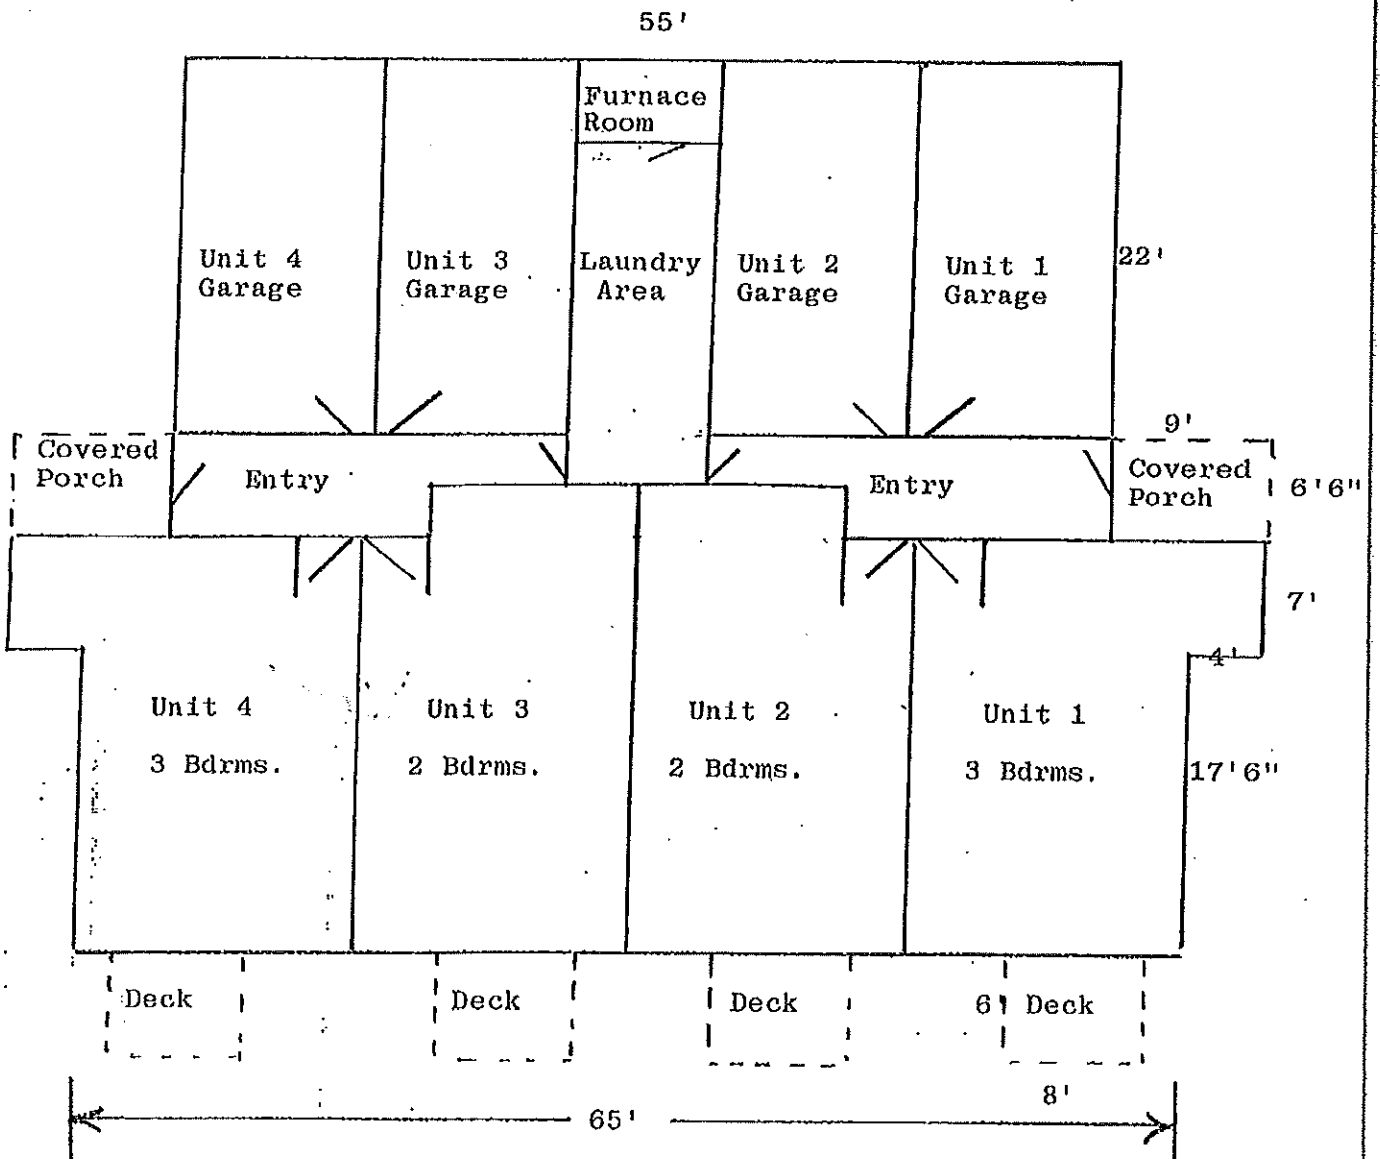 55'
Furnace
Room
Unit 4
Garage
Unit 3
Garage
Laundry
Area
Unit 2
Garage
Unit 1
Garage
22'
9'
Covered
Porch
Entry
Entry
Covered
Porch
6'6"
7'
4'
Unit 4
3 Bdrms.
Unit 3
2 Bdrms.
Unit 2
2 Bdrms.
Unit 1
3 Bdrms.
17'6"
Deck
Deck
Deck
6' Deck
8'
65'